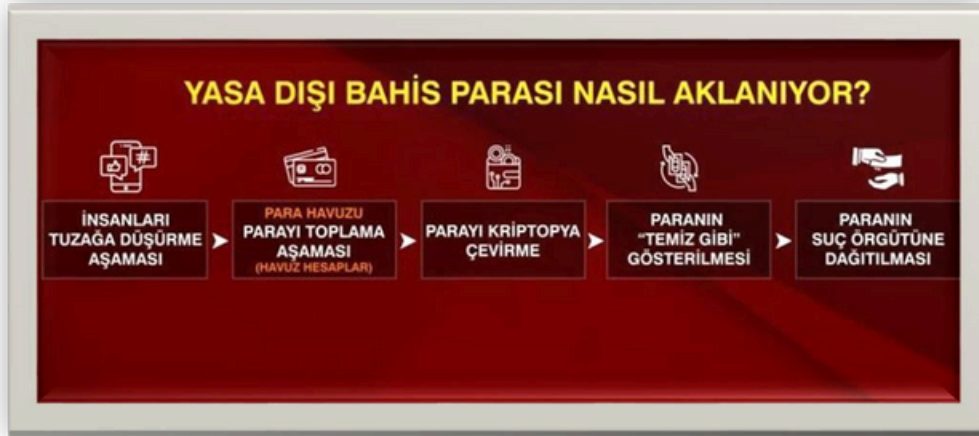 YASA DIŞI BAHİS PARASI NASIL AKLANIYOR?
#
İNSANLARI
TUZAĞA DÜŞÜRME
AŞAMASI
PARA HAVUZU
PARAYI TOPLAMA
AŞAMASI
(HAVUZ HESAPLAR)
PARAYI KRİPTOPYA
ÇEVİRME
PARANIN
"TEMİZ GİBİ"
GÖSTERİLMESİ
PARANIN
SUÇ ÖRGÜTÜNE
DAĞITILMASI